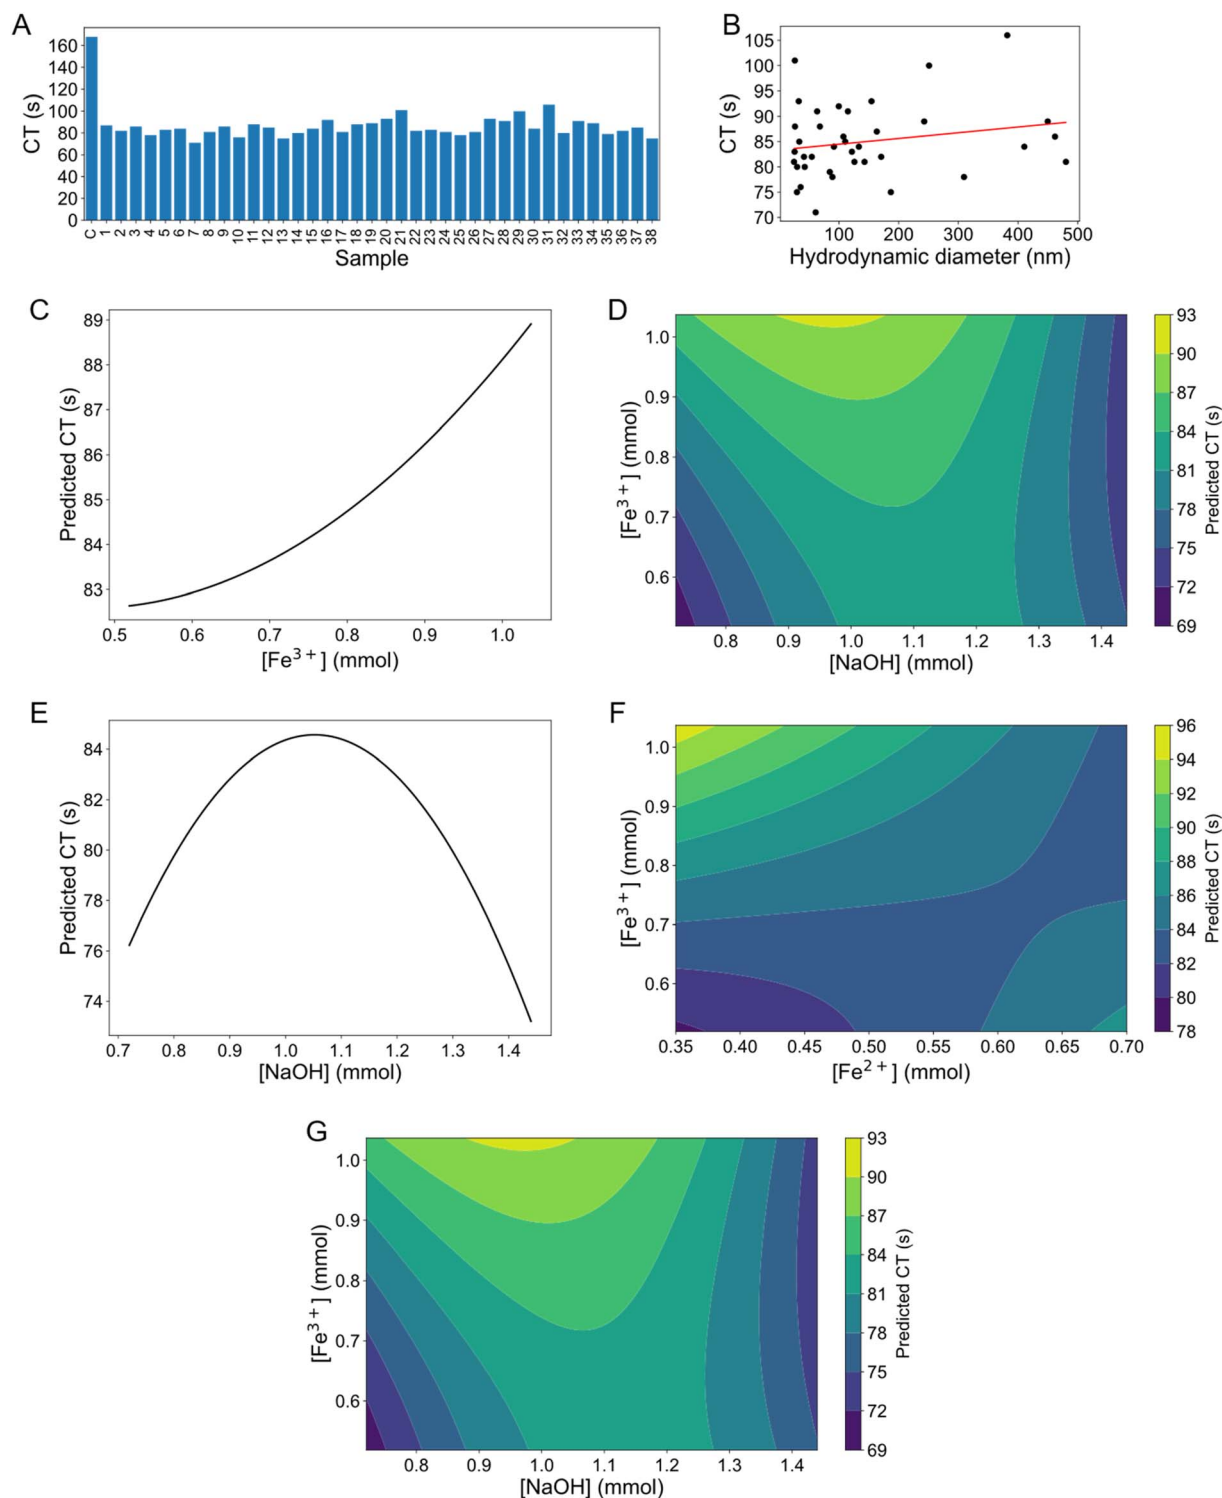 A
CT (s)
160
140
120
100
80
60
40
20
0
C 1 2 3 4 5 6 7 8 9 10 11 12 13 14 15 16 17 18 19 20 21 22 23 24 25 26 27 28 29 30 31 32 33 34 35 36 37 38
Sample
B
CT (s)
105
100
95
90
85
80
75
70
100 200 300 400 500
Hydrodynamic diameter (nm)
C
Predicted CT (s)
89
88
87
86
85
84
83
0.5 0.6 0.7 0.8 0.9 1.0
[Fe³⁺] (mmol)
D
[Fe³⁺] (mmol)
1.0
0.9
0.8
0.7
0.6
0.8 0.9 1.0 1.1 1.2 1.3 1.4
[NaOH] (mmol)
93
90
87
84
81
78
75
72
69
Predicted CT (s)
E
Predicted CT (s)
84
82
80
78
76
74
0.7 0.8 0.9 1.0 1.1 1.2 1.3 1.4
[NaOH] (mmol)
F
[Fe³⁺] (mmol)
1.0
0.9
0.8
0.7
0.6
0.35 0.40 0.45 0.50 0.55 0.60 0.65 0.70
[Fe²⁺] (mmol)
96
94
92
90
88
86
84
82
80
78
Predicted CT (s)
G
[Fe³⁺] (mmol)
1.0
0.9
0.8
0.7
0.6
0.8 0.9 1.0 1.1 1.2 1.3 1.4
[NaOH] (mmol)
93
90
87
84
81
78
75
72
69
Predicted CT (s)